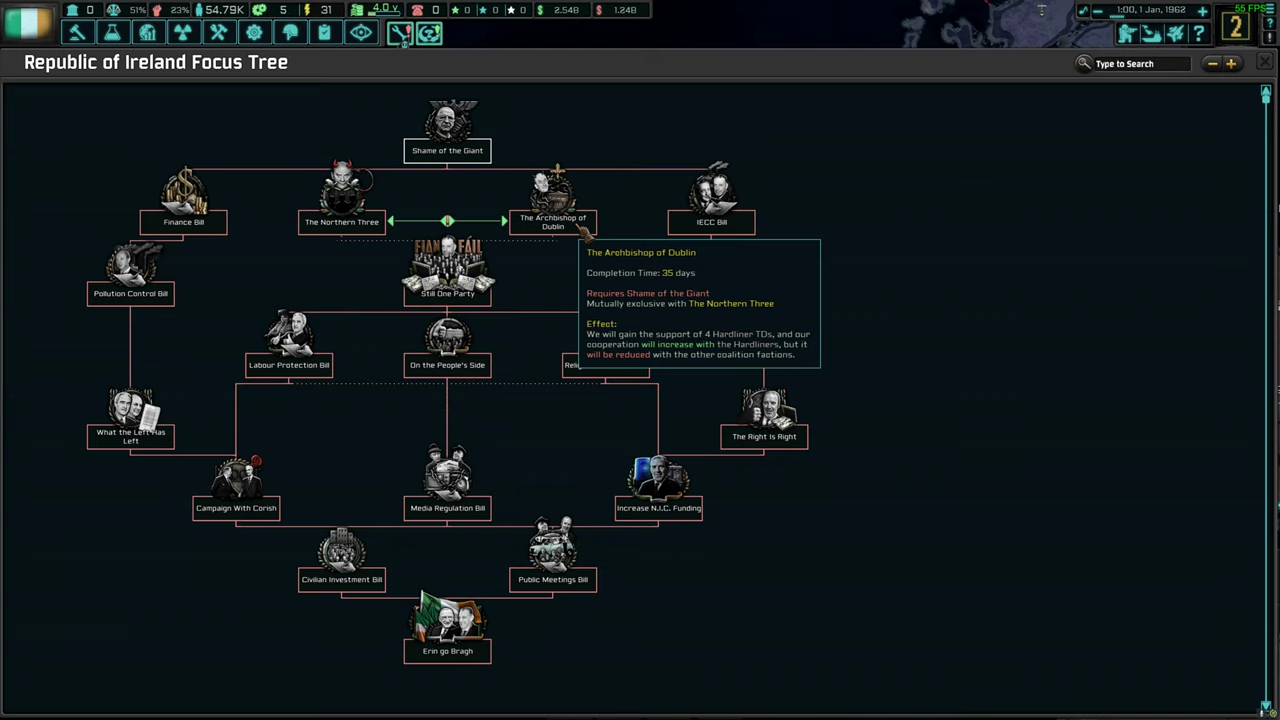 0 51% 23% 54.79K 5 31 4.0 v 0 0 0 0 2.54B 1.24B
55 FPS
1:00, 1 Jan, 1962
2
Republic of Ireland Focus Tree
Type to Search
Shame of the Giant
Finance Bill
The Northern Three
The Archbishop of
Dublin
IECC Bill
The Archbishop of Dublin
Completion Time: 35 days
Requires Shame of the Giant
Mutually exclusive with The Northern Three
Effect:
We will gain the support of 4 Hardliner TDs, and our
cooperation will increase with the Hardliners, but it
will be reduced with the other coalition factions.
FIANNA FÁIL
Pollution Control Bill
Still One Party
Labour Protection Bill
On the People's Side
What the Left Has
Left
The Right Is Right
Campaign With Corish
Media Regulation Bill
Increase N.I.C. Funding
Civilian Investment Bill
Public Meetings Bill
Erin go Bragh